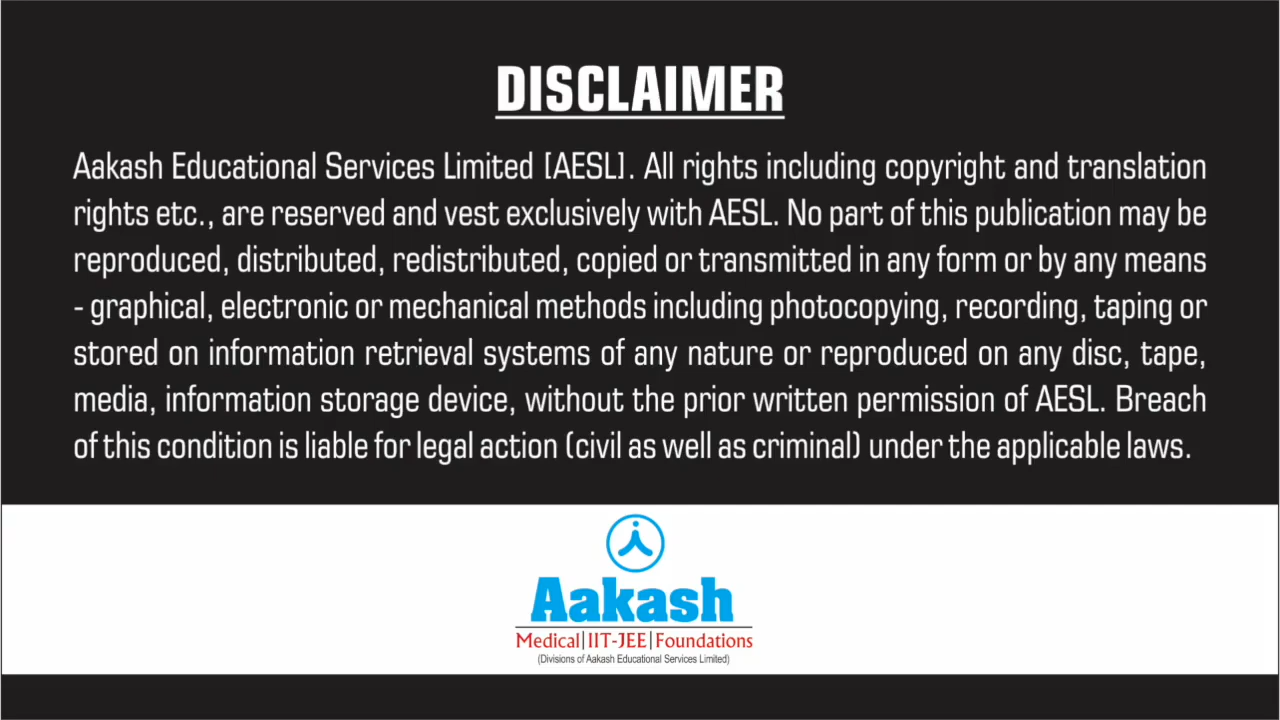 DISCLAIMER
Aakash Educational Services Limited [AESL]. All rights including copyright and translation
rights etc., are reserved and vest exclusively with AESL. No part of this publication may be
reproduced, distributed, redistributed, copied or transmitted in any form or by any means
- graphical, electronic or mechanical methods including photocopying, recording, taping or
stored on information retrieval systems of any nature or reproduced on any disc, tape,
media, information storage device, without the prior written permission of AESL. Breach
of this condition is liable for legal action (civil as well as criminal) under the applicable laws.
Aakash
Medical|IIT-JEE|Foundations
(Divisions of Aakash Educational Services Limited)